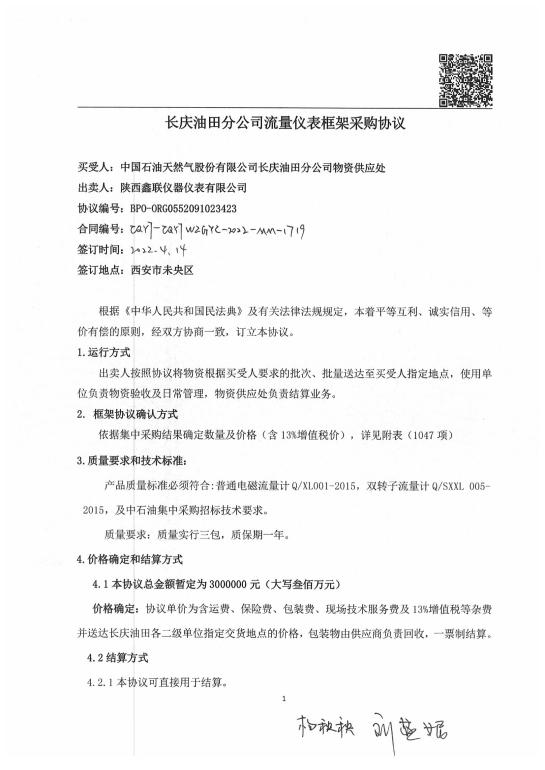 长庆油田分公司流量仪表框架采购协议
买受人：中国石油天然气股份有限公司长庆油田分公司物资供应处
出卖人：陕西鑫联仪器仪表有限公司
协议编号：BPO-ORG0552091023423
合同编号：CQYT-CQYTWZGYC-2022-MM-1719
签订时间：2022.4.14
签订地点：西安市未央区
根据《中华人民共和国民法典》及有关法律法规规定，本着平等互利、诚实信用、等
价有偿的原则，经双方协商一致，订立本协议。
1.运行方式
出卖人按照协议将物资根据买受人要求的批次、批量送达至买受人指定地点，使用单
位负责物资验收及日常管理，物资供应处负责结算业务。
2. 框架协议确认方式
依据集中采购结果确定数量及价格（含13%增值税价），详见附表（1047 项）
3.质量要求和技术标准：
产品质量标准必须符合:普通电磁流量计 Q/XL001-2015，双转子流量计 Q/SXXL 005-
2015，及中石油集中采购招标技术要求。
质量要求：质量实行三包，质保期一年。
4.价格确定和结算方式
4.1 本协议总金额暂定为 3000000 元（大写叁佰万元）
价格确定：协议单价为含运费、保险费、包装费、现场技术服务费及 13%增值税等杂费
并送达长庆油田各二级单位指定交货地点的价格，包装物由供应商负责回收，一票制结算。
4.2 结算方式
4.2.1 本协议可直接用于结算。
1